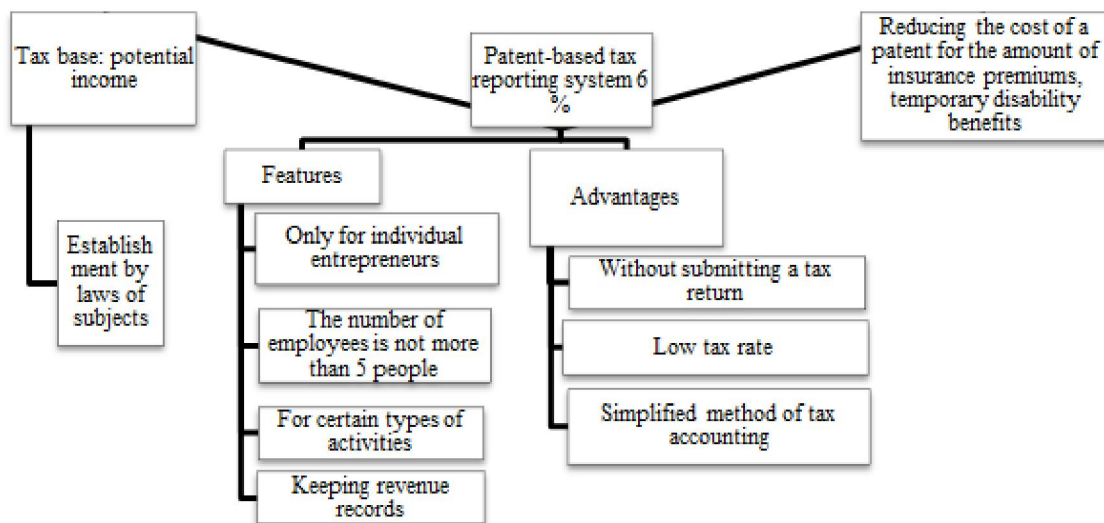 Tax base: potential
income
Patent-based tax
reporting system 6
%
Reducing the cost of a
patent for the amount of
insurance premiums,
temporary disability
benefits
Features
Advantages
Establish
ment by
laws of
subjects
Only for individual
entrepreneurs
The number of
employees is not more
than 5 people
For certain types of
activities
Keeping revenue
records
Without submitting a tax
return
Low tax rate
Simplified method of tax
accounting